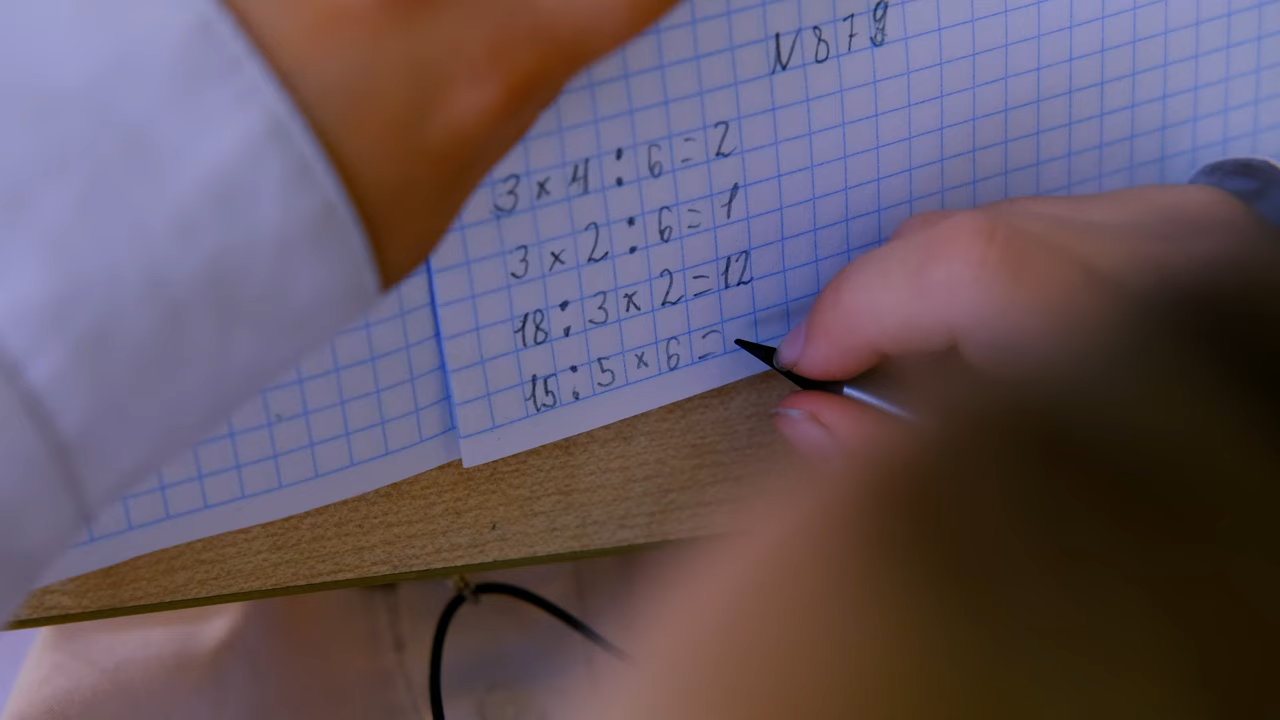 N 879
3 × 4 : 6 = 2
3 × 2 : 6 = 1
18 : 3 × 2 = 12
15 : 5 × 6 =